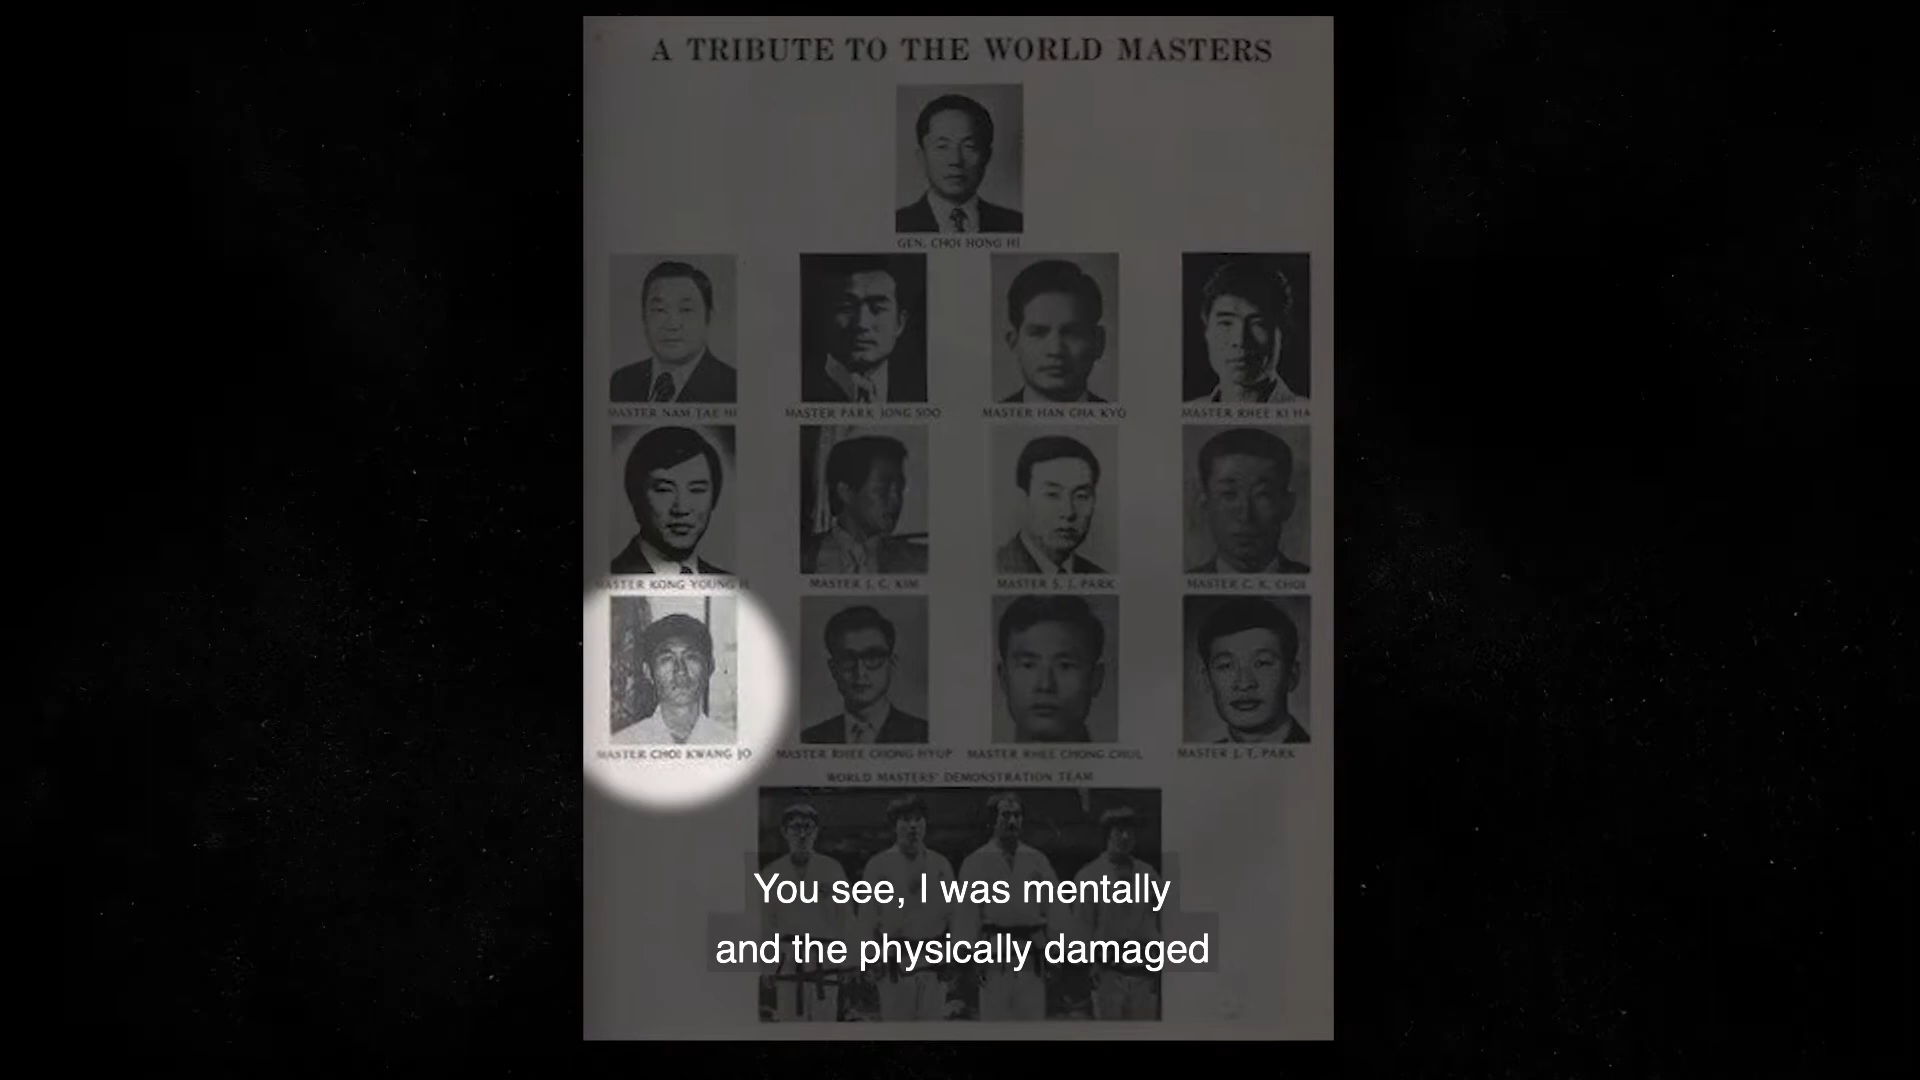 A TRIBUTE TO THE WORLD MASTERS
GEN. CHOI HONG HI
MASTER NAM TAE HI
MASTER PARK JONG SOO
MASTER HAN CHA KYO
MASTER RHEE KI HA
MASTER KONG YOUNG
MASTER J. C. KIM
MASTER S. J. PARK
MASTER C. K. CHOI
MASTER CHOI KWANG JO
MASTER RHEE CHONG HYUP
MASTER RHEE CHONG CHUL
MASTER J. T. PARK
WORLD MASTERS' DEMONSTRATION TEAM
You see, I was mentally
and the physically damaged